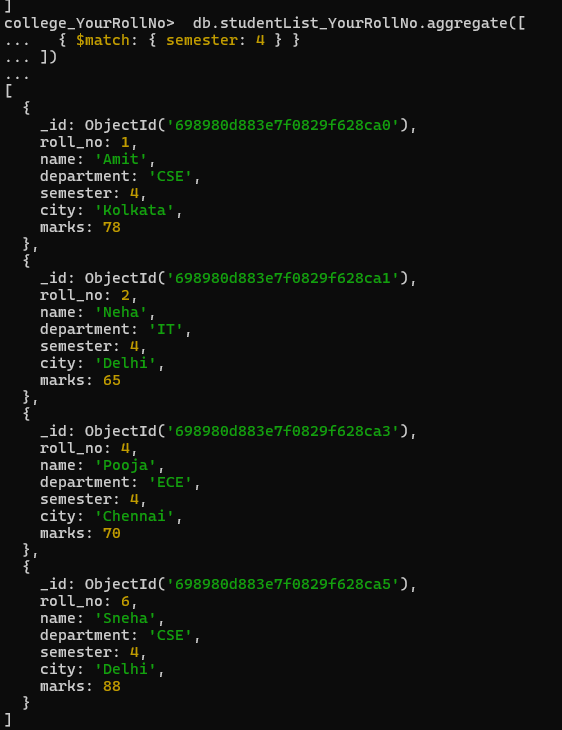 ]
college_YourRollNo>  db.studentList_YourRollNo.aggregate([
...   { $match: { semester: 4 } }
... ])
...
[
  {
    _id: ObjectId('698980d883e7f0829f628ca0'),
    roll_no: 1,
    name: 'Amit',
    department: 'CSE',
    semester: 4,
    city: 'Kolkata',
    marks: 78
  },
  {
    _id: ObjectId('698980d883e7f0829f628ca1'),
    roll_no: 2,
    name: 'Neha',
    department: 'IT',
    semester: 4,
    city: 'Delhi',
    marks: 65
  },
  {
    _id: ObjectId('698980d883e7f0829f628ca3'),
    roll_no: 4,
    name: 'Pooja',
    department: 'ECE',
    semester: 4,
    city: 'Chennai',
    marks: 70
  },
  {
    _id: ObjectId('698980d883e7f0829f628ca5'),
    roll_no: 6,
    name: 'Sneha',
    department: 'CSE',
    semester: 4,
    city: 'Delhi',
    marks: 88
  }
]